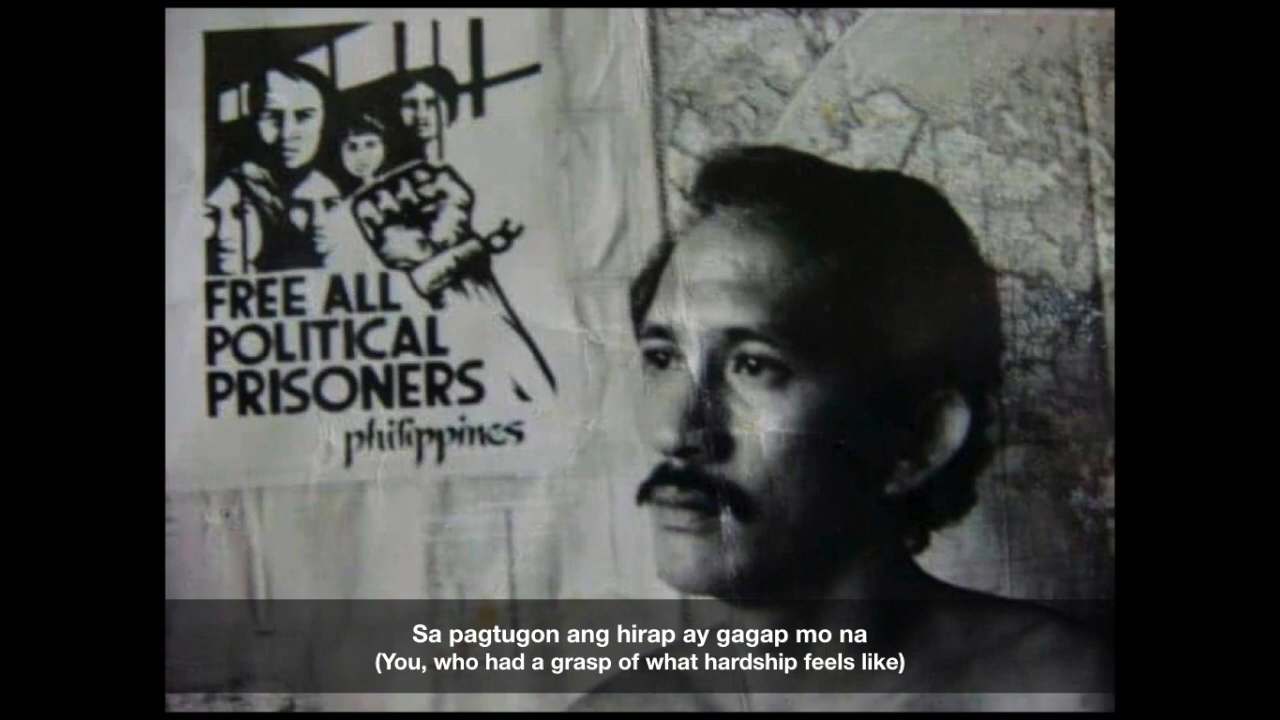 FREE ALL
POLITICAL
PRISONERS
philippines
Sa pagtugon ang hirap ay gagap mo na
(You, who had a grasp of what hardship feels like)